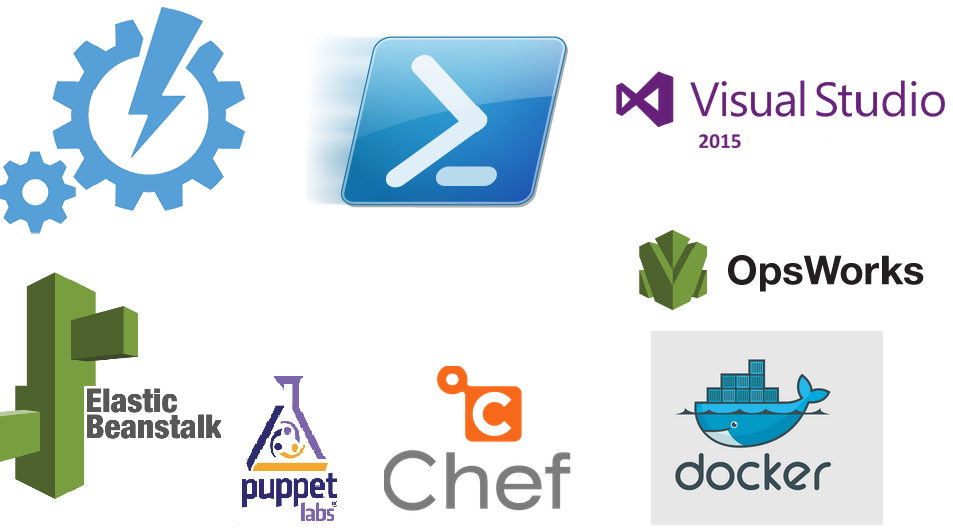 Visual Studio
2015
OpsWorks
Elastic
Beanstalk
puppet
labs
C
Chef
docker